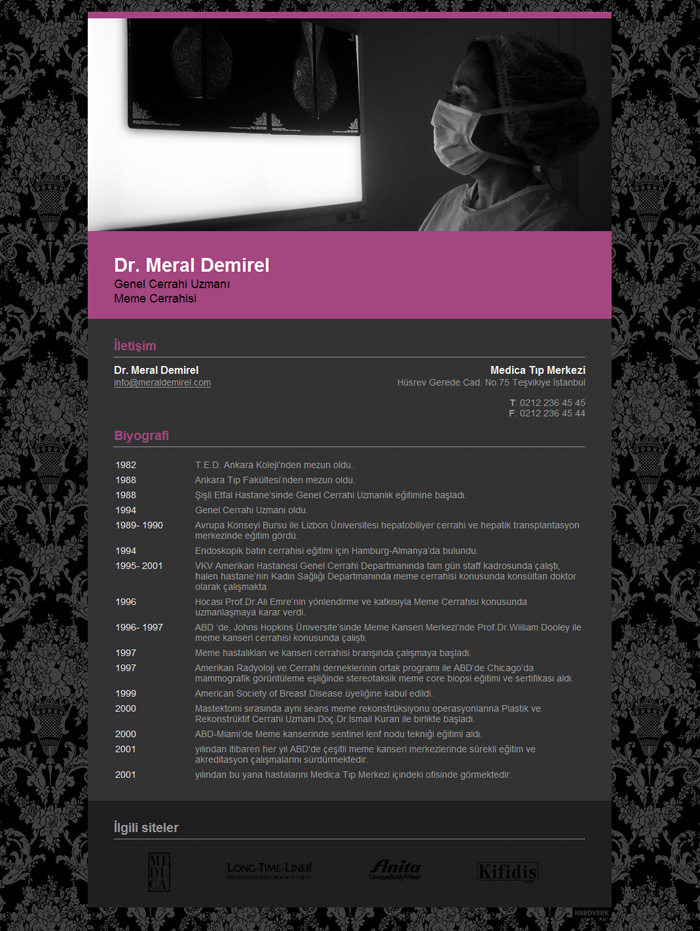 Dr. Meral Demirel
Genel Cerrahi Uzmanı
Meme Cerrahisi
İletişim
Dr. Meral Demirel
info@meraldemirel.com
Medica Tıp Merkezi
Hüsrev Gerede Cad. No.75 Teşvikiye İstanbul
T: 0212 236 45 45
F: 0212 236 45 44
Biyografi
1982 T.E.D. Ankara Koleji'nden mezun oldu.
1988 Ankara Tıp Fakültesi'nden mezun oldu.
1988 Şişli Etfal Hastane'sinde Genel Cerrahi Uzmanlık eğitimine başladı.
1994 Genel Cerrahi Uzmanı oldu.
1989- 1990 Avrupa Konseyi Bursu ile Lizbon Üniversitesi hepatobiliyer cerrahi ve hepatik transplantasyon
merkezinde eğitim gördü.
1994 Endoskopik batın cerrahisi eğitimi için Hamburg-Almanya'da bulundu.
1995- 2001 VKV Amerikan Hastanesi Genel Cerrahi Departmanında tam gün staff kadrosunda çalıştı,
halen hastane'nin Kadın Sağlığı Departmanında meme cerrahisi konusunda konsültan doktor
olarak çalışmakta.
1996 Hocası Prof.Dr.Ali Emre'nin yönlendirme ve katkısıyla Meme Cerrahisi konusunda
uzmanlaşmaya karar verdi.
1996- 1997 ABD 'de, Johns Hopkins Üniversite'sinde Meme Kanseri Merkezi'nde Prof.Dr.Wiiliam Dooley ile
meme kanseri cerrahisi konusunda çalıştı.
1997 Meme hastalıkları ve kanseri cerrahisi branşında çalışmaya başladı.
1997 Amerikan Radyoloji ve Cerrahi derneklerinin ortak programı ile ABD'de Chicago'da
mammografik görüntüleme eşliğinde stereotaksik meme core biopsi eğitimi ve sertifikası aldı.
1999 American Society of Breast Disease üyeliğine kabul edildi.
2000 Mastektomi sırasında aynı seans meme rekonstrüksiyonu operasyonlarına Plastik ve
Rekonstrüktif Cerrahi Uzmanı Doç.Dr.İsmail Kuran ile birlikte başladı.
2000 ABD-Miami'de Meme kanserinde sentinel lenf nodu tekniği eğitimi aldı.
2001 yılından itibaren her yıl ABD'de çeşitli meme kanseri merkezlerinde sürekli eğitim ve
akreditasyon çalışmalarını sürdürmektedir.
2001 yılından bu yana hastalarını Medica Tıp Merkezi içindeki ofisinde görmektedir.
İlgili siteler
MEDICA
LONG-TIME-LINER
Anita
UniqueBodyWear
Kifidis
NERDVERK